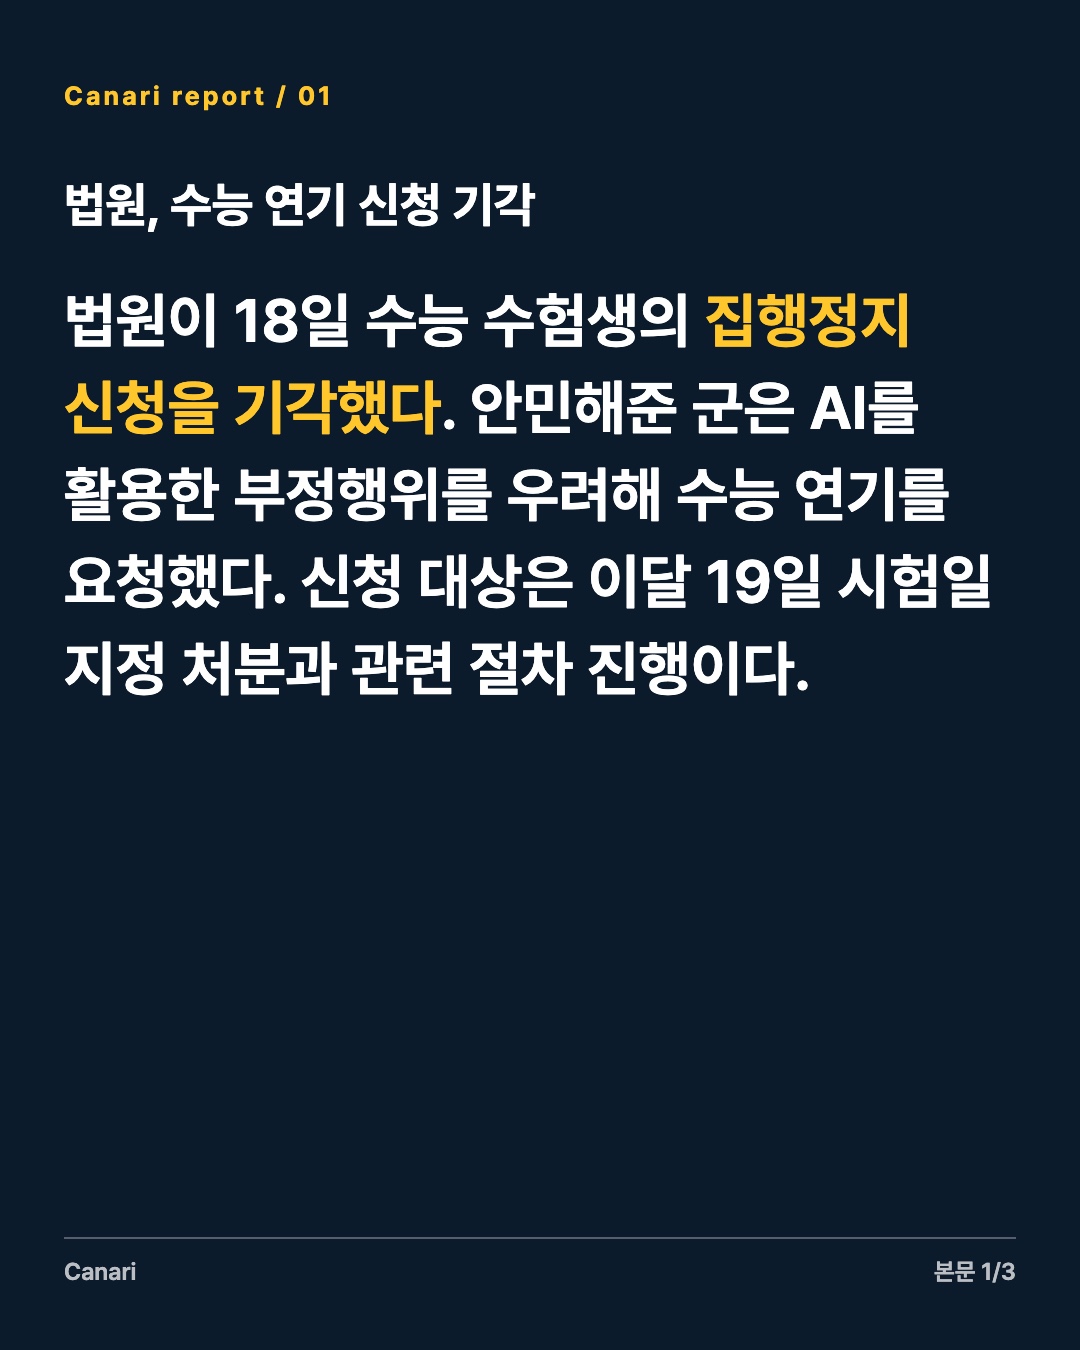 Canari report / 01
법원, 수능 연기 신청 기각
법원이 18일 수능 수험생의 집행정지
신청을 기각했다. 안민해준 군은 AI를
활용한 부정행위를 우려해 수능 연기를
요청했다. 신청 대상은 이달 19일 시험일
지정 처분과 관련 절차 진행이다.
Canari
본문 1/3